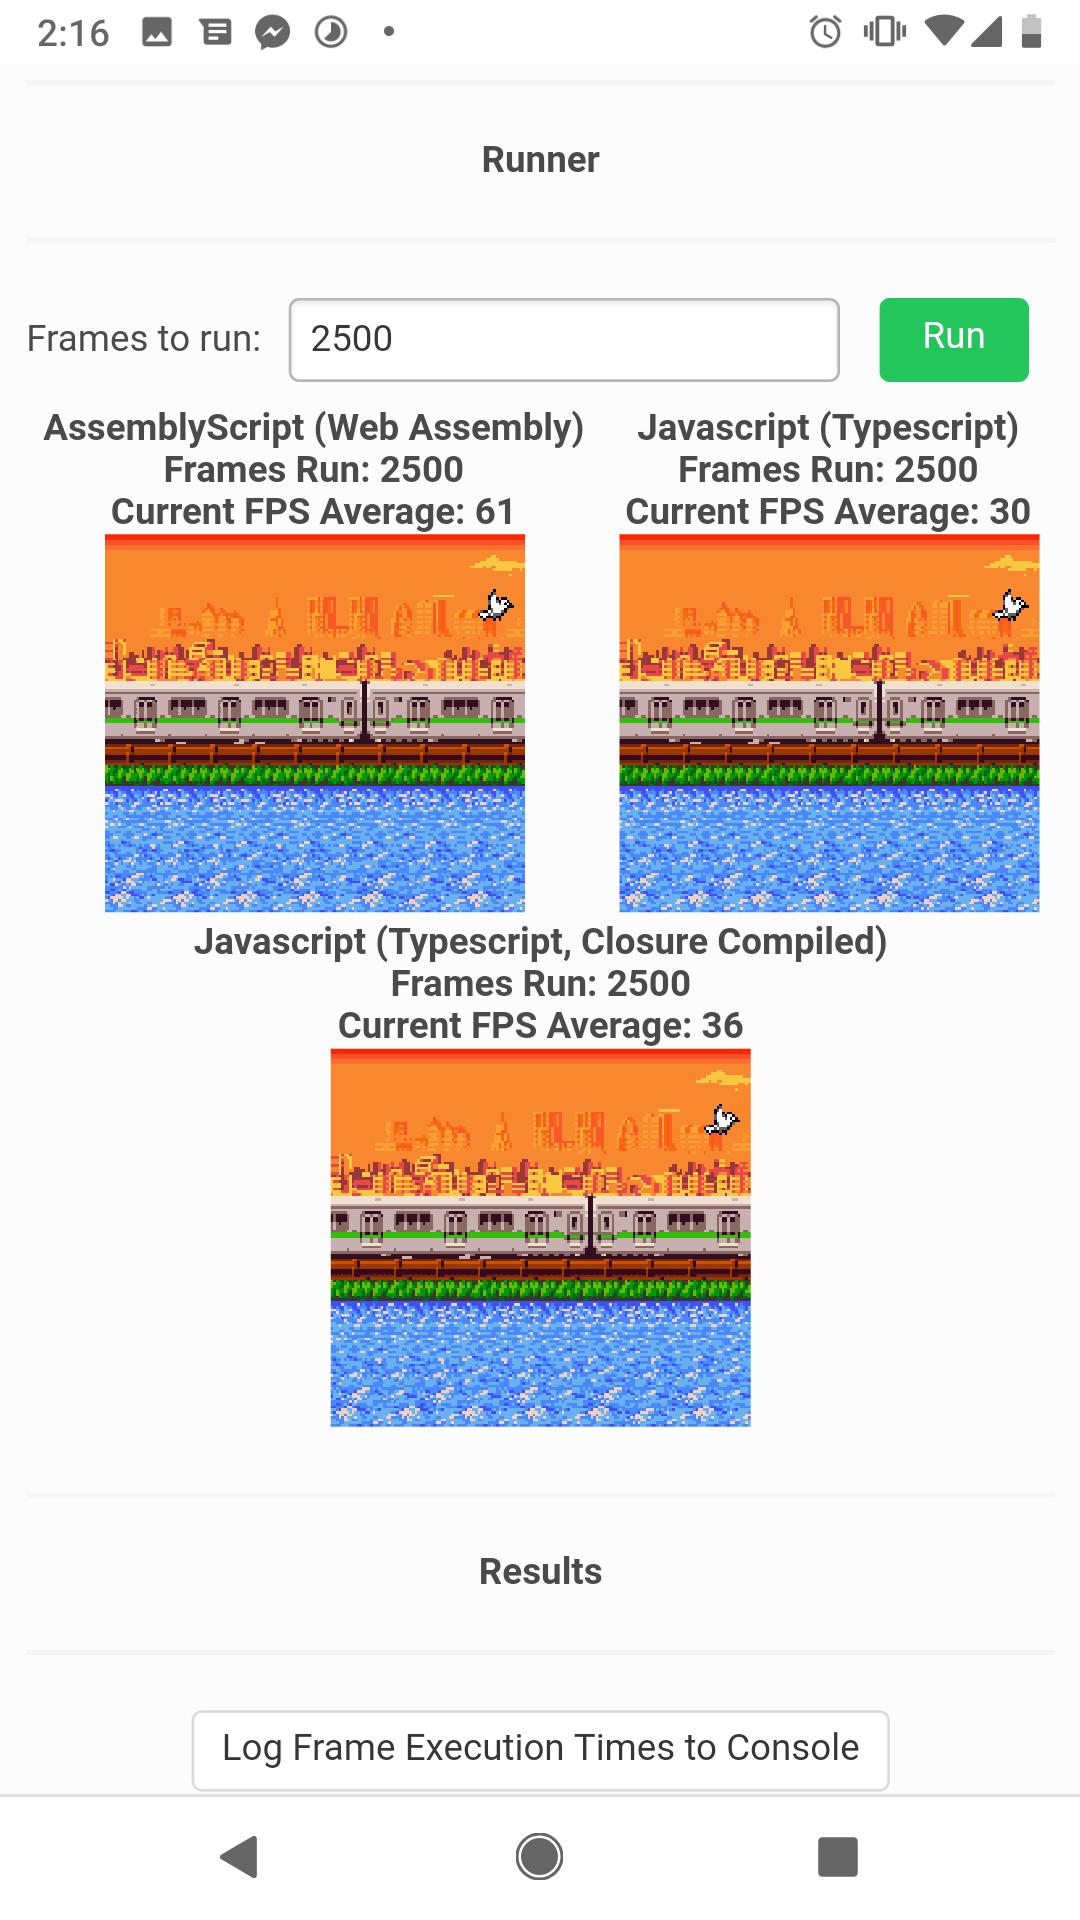 2:16
Runner
Frames to run: 2500 Run
AssemblyScript (Web Assembly)
Frames Run: 2500
Current FPS Average: 61
Javascript (Typescript)
Frames Run: 2500
Current FPS Average: 30
Javascript (Typescript, Closure Compiled)
Frames Run: 2500
Current FPS Average: 36
Results
Log Frame Execution Times to Console